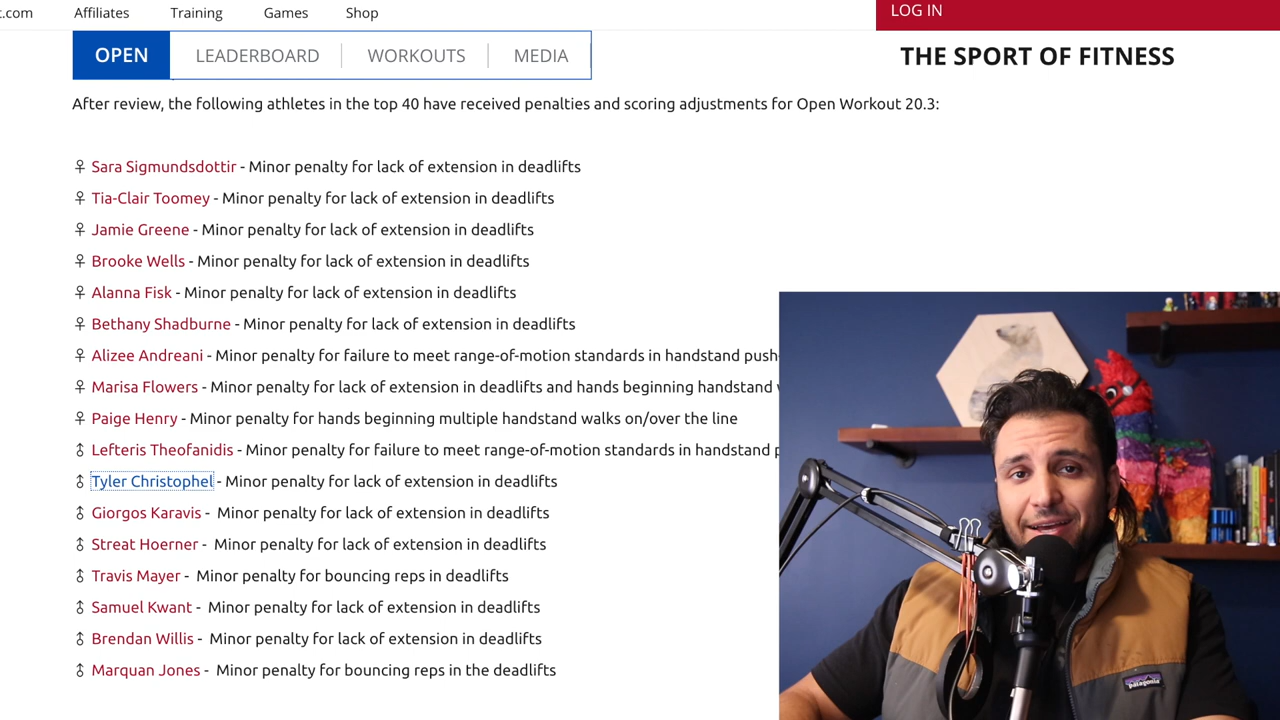 t.com Affiliates Training Games Shop LOG IN
OPEN LEADERBOARD WORKOUTS MEDIA THE SPORT OF FITNESS
After review, the following athletes in the top 40 have received penalties and scoring adjustments for Open Workout 20.3:
Sara Sigmundsdottir - Minor penalty for lack of extension in deadlifts
Tia-Clair Toomey - Minor penalty for lack of extension in deadlifts
Jamie Greene - Minor penalty for lack of extension in deadlifts
Brooke Wells - Minor penalty for lack of extension in deadlifts
Alanna Fisk - Minor penalty for lack of extension in deadlifts
Bethany Shadburne - Minor penalty for lack of extension in deadlifts
Alizee Andreani - Minor penalty for failure to meet range-of-motion standards in handstand push-
Marisa Flowers - Minor penalty for lack of extension in deadlifts and hands beginning handstand
Paige Henry - Minor penalty for hands beginning multiple handstand walks on/over the line
Lefteris Theofanidis - Minor penalty for failure to meet range-of-motion standards in handstand p
Tyler Christophel - Minor penalty for lack of extension in deadlifts
Giorgos Karavis - Minor penalty for lack of extension in deadlifts
Streat Hoerner - Minor penalty for lack of extension in deadlifts
Travis Mayer - Minor penalty for bouncing reps in deadlifts
Samuel Kwant - Minor penalty for lack of extension in deadlifts
Brendan Willis - Minor penalty for lack of extension in deadlifts
Marquan Jones - Minor penalty for bouncing reps in the deadlifts
patagonia